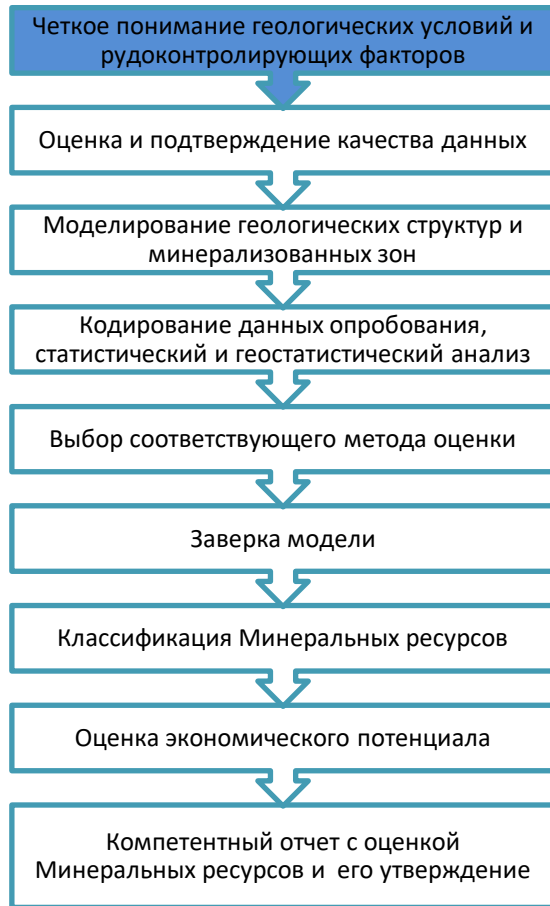 Четкое понимание геологических условий и
рудоконтролирующих факторов
Оценка и подтверждение качества данных
Моделирование геологических структур и
минерализованных зон
Кодирование данных опробования,
статистический и геостатистический анализ
Выбор соответствующего метода оценки
Заверка модели
Классификация Минеральных ресурсов
Оценка экономического потенциала
Компетентный отчет с оценкой
Минеральных ресурсов и его утверждение